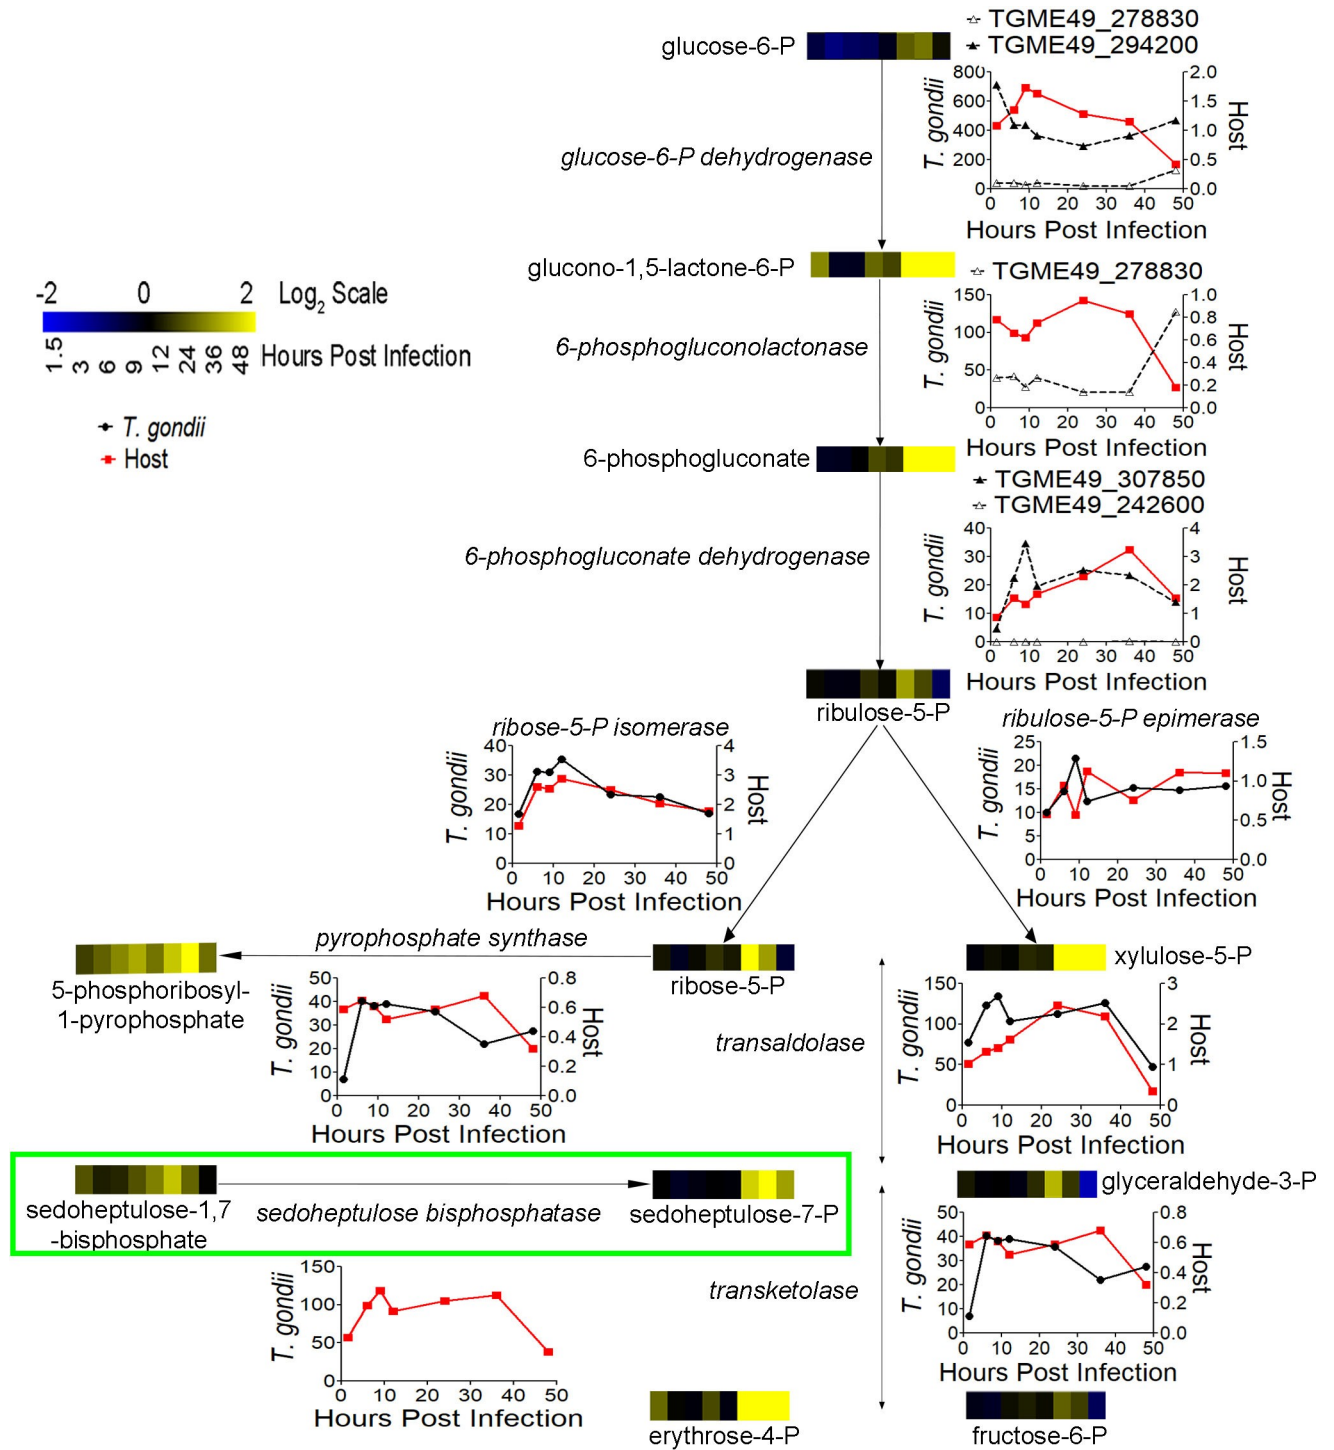 TGME49_278830
glucose-6-P
TGME49_294200
800
600
400
200
0
T. gondii
2.0
1.5
1.0
0.5
0.0
Host
0 10 20 30 40 50
Hours Post Infection
glucose-6-P dehydrogenase
glucono-1,5-lactone-6-P
TGME49_278830
-2 0 2 Log2 Scale
1.5 3 6 9 12 24 36 48 Hours Post Infection
T. gondii
Host
150
100
50
0
T. gondii
1.0
0.8
0.6
0.4
0.2
0.0
Host
0 10 20 30 40 50
Hours Post Infection
6-phosphogluconolactonase
6-phosphogluconate
TGME49_307850
TGME49_242600
40
30
20
10
0
T. gondii
4
3
2
1
0
Host
0 10 20 30 40 50
Hours Post Infection
6-phosphogluconate dehydrogenase
ribulose-5-P
ribose-5-P isomerase
40
30
20
10
0
T. gondii
4
3
2
1
0
Host
0 10 20 30 40 50
Hours Post Infection
ribulose-5-P epimerase
25
20
15
10
5
0
T. gondii
1.5
1.0
0.5
0.0
Host
0 10 20 30 40 50
Hours Post Infection
pyrophosphate synthase
5-phosphoribosyl-
1-pyrophosphate
ribose-5-P
xylulose-5-P
50
40
30
20
10
0
T. gondii
0.8
0.6
0.4
0.2
0.0
Host
0 10 20 30 40 50
Hours Post Infection
transaldolase
150
100
50
0
T. gondii
3
2
1
0
Host
0 10 20 30 40 50
Hours Post Infection
sedoheptulose-1,7
-bisphosphate
sedoheptulose bisphosphatase
sedoheptulose-7-P
glyceraldehyde-3-P
150
100
50
0
T. gondii
0 10 20 30 40 50
Hours Post Infection
transketolase
50
40
30
20
10
0
T. gondii
0.8
0.6
0.4
0.2
0.0
Host
0 10 20 30 40 50
Hours Post Infection
erythrose-4-P
fructose-6-P